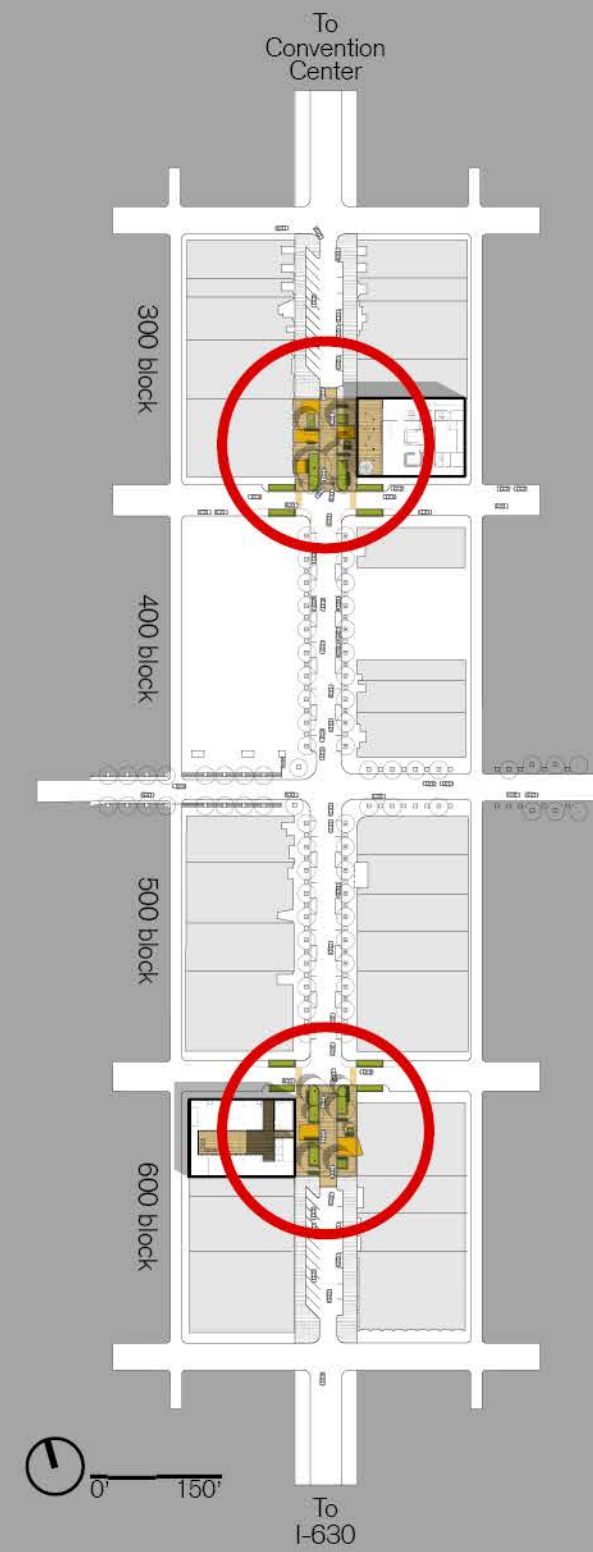 To
Convention
Center
300 block
400 block
500 block
600 block
0' 150'
To
I-630